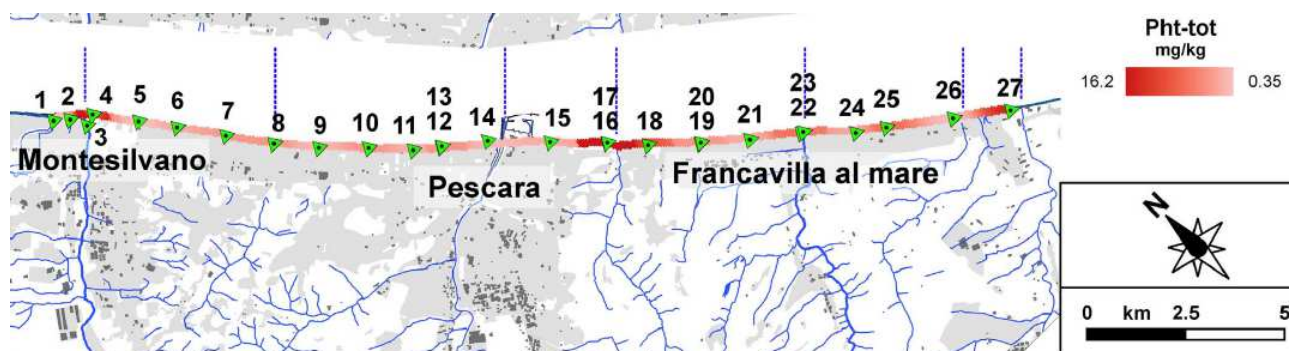 Pht-tot
mg/kg
16.2 0.35
1 2 4 5 6 7 8 9 10 11 13 12 14 15 17 16 18 20 19 21 23 22 24 25 26 27
3
Montesilvano
Pescara
Francavilla al mare
N
0 km 2.5 5